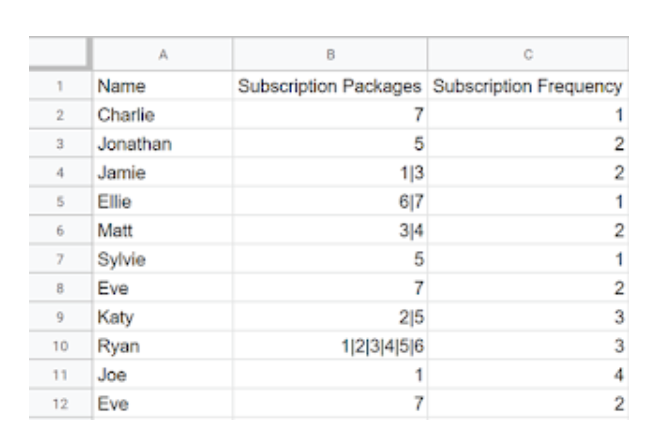 A B C
1 Name Subscription Packages Subscription Frequency
2 Charlie 7 1
3 Jonathan 5 2
4 Jamie 1|3 2
5 Ellie 6|7 1
6 Matt 3|4 2
7 Sylvie 5 1
8 Eve 7 2
9 Katy 2|5 3
10 Ryan 1|2|3|4|5|6 3
11 Joe 1 4
12 Eve 7 2